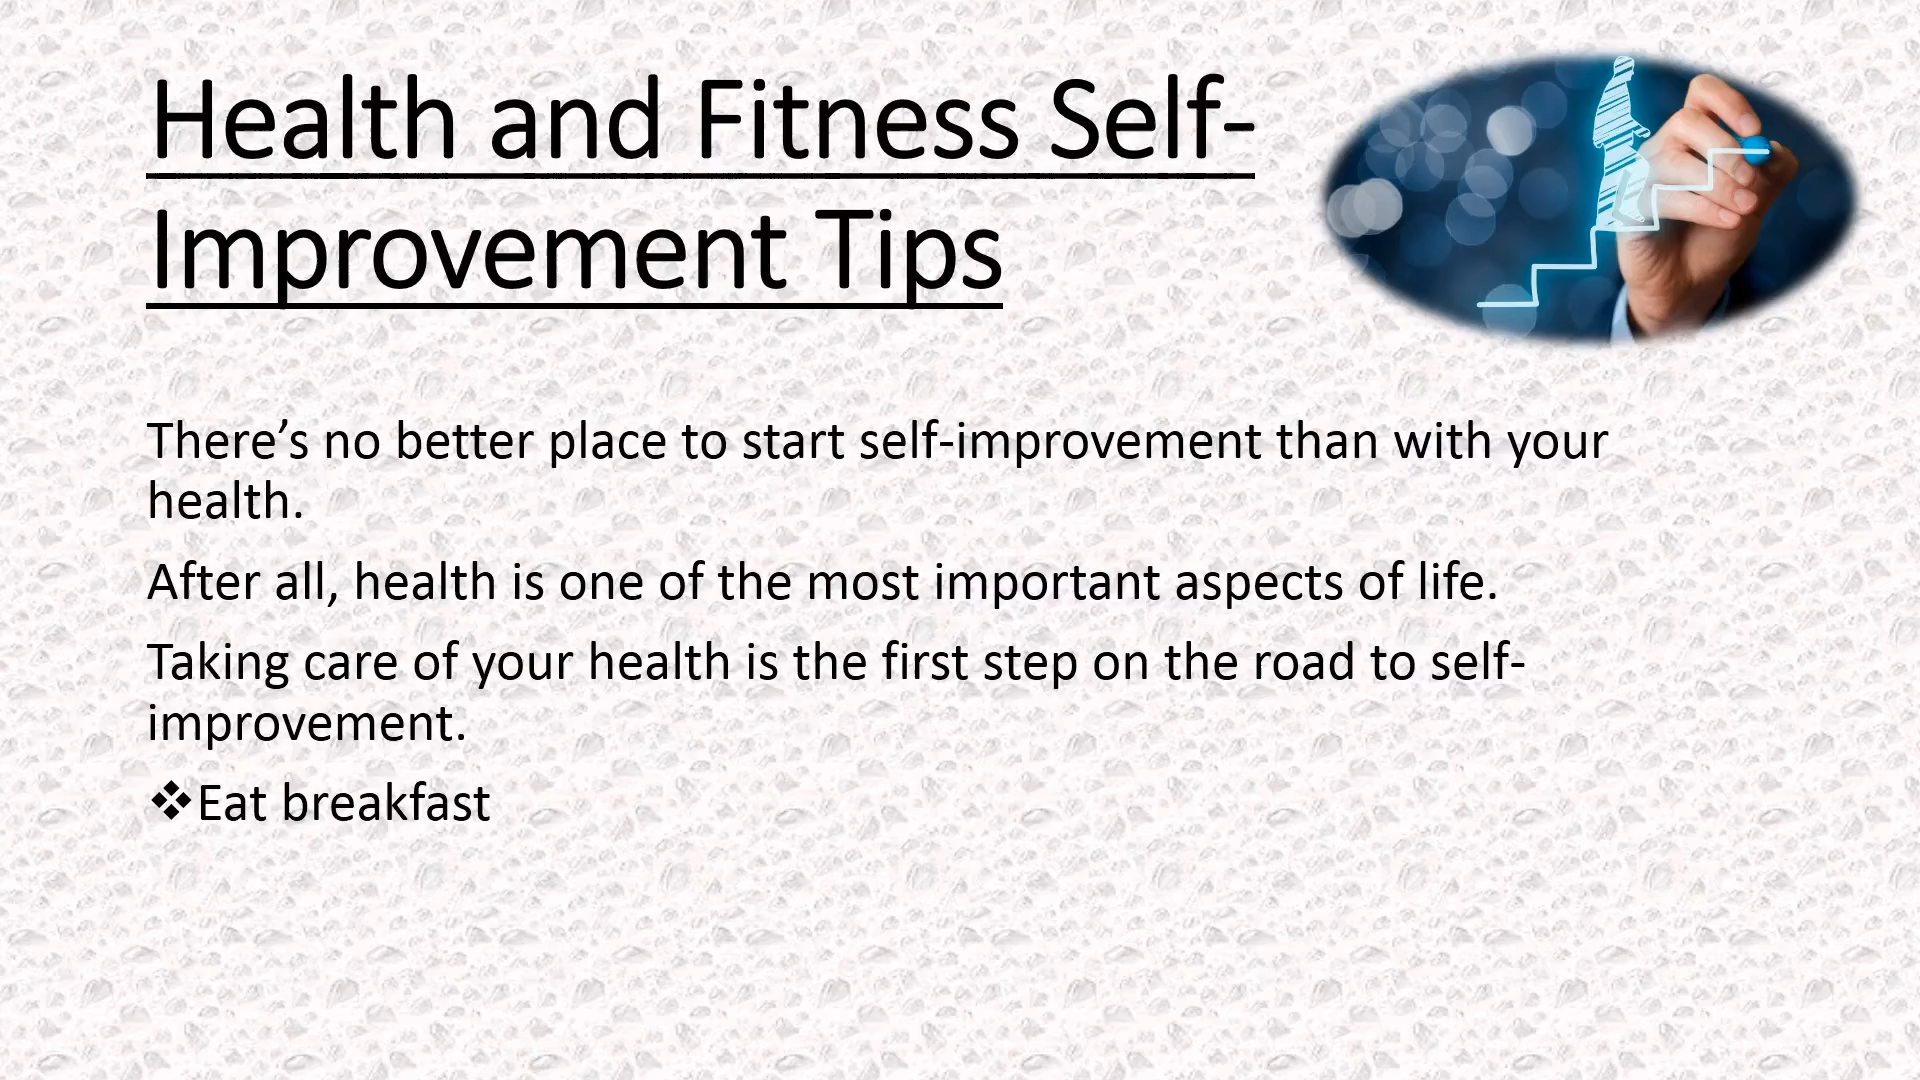 Health and Fitness Self-
Improvement Tips
There’s no better place to start self-improvement than with your
health.
After all, health is one of the most important aspects of life.
Taking care of your health is the first step on the road to self-
improvement.
❖Eat breakfast